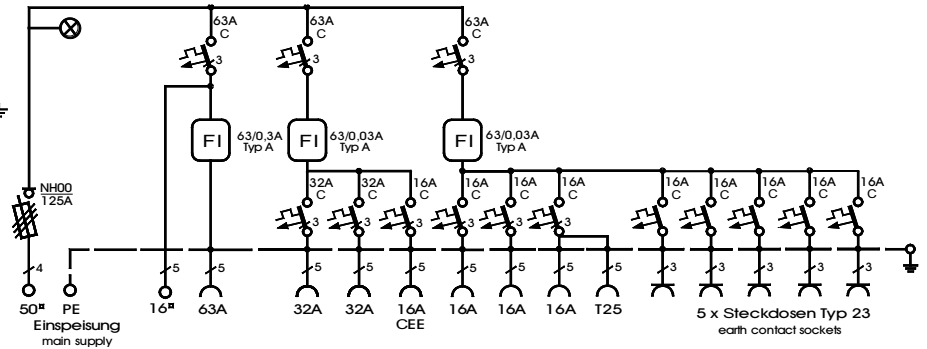 63A
C
3
63A
C
3
63A
C
3
FI
63/0,3A
Typ A
FI
63/0,03A
Typ A
FI
63/0,03A
Typ A
NH00
125A
32A
C
3
32A
C
16A
C
3
16A
C
3
16A
C
3
16A
C
3
16A
C
16A
C
16A
C
16A
C
16A
C
4
5
5
5
5
5
5
5
5
5
3
3
3
3
3
50¤
PE
16¤
63A
32A
32A
16A
16A
16A
16A
T25
5 x Steckdosen Typ 23
Einspeisung
CEE
earth contact sockets
main supply